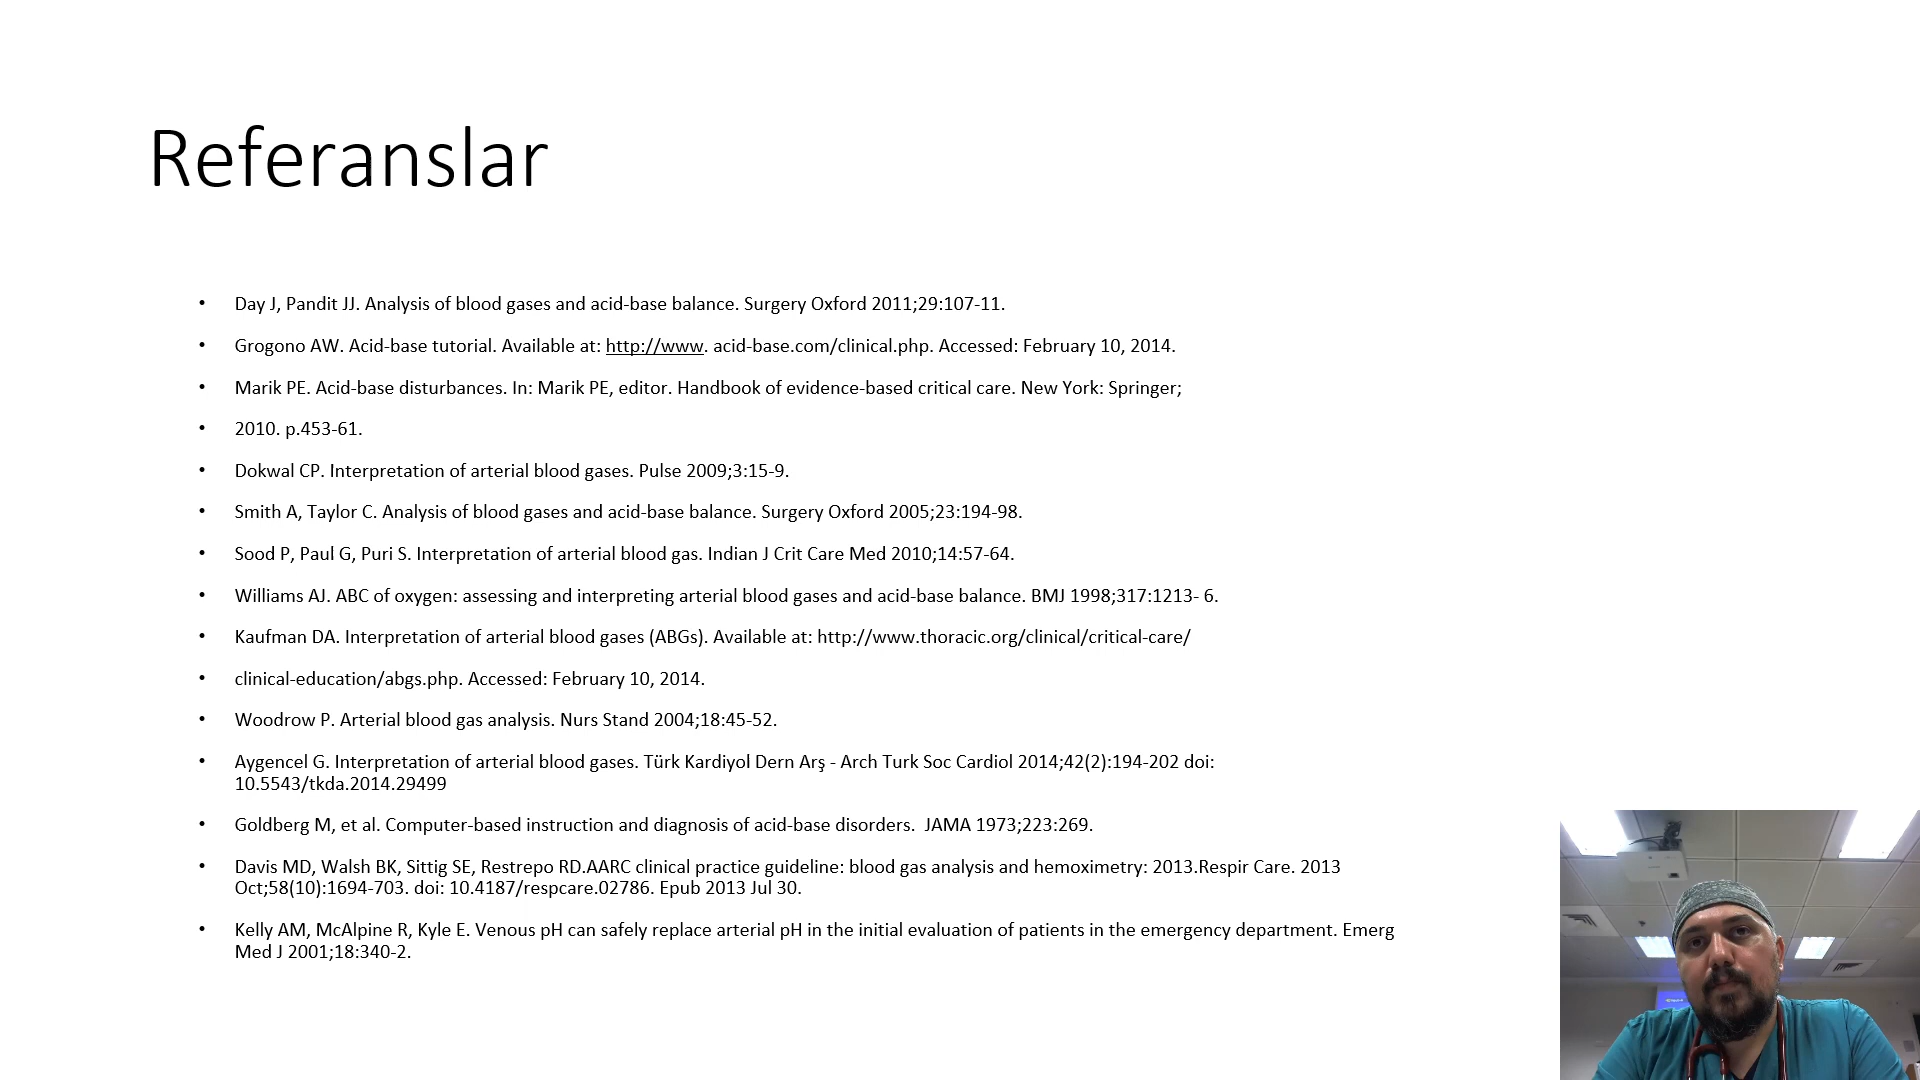 Referanslar
• Day J, Pandit JJ. Analysis of blood gases and acid-base balance. Surgery Oxford 2011;29:107-11.
• Grogono AW. Acid-base tutorial. Available at: http://www. acid-base.com/clinical.php. Accessed: February 10, 2014.
• Marik PE. Acid-base disturbances. In: Marik PE, editor. Handbook of evidence-based critical care. New York: Springer;
• 2010. p.453-61.
• Dokwal CP. Interpretation of arterial blood gases. Pulse 2009;3:15-9.
• Smith A, Taylor C. Analysis of blood gases and acid-base balance. Surgery Oxford 2005;23:194-98.
• Sood P, Paul G, Puri S. Interpretation of arterial blood gas. Indian J Crit Care Med 2010;14:57-64.
• Williams AJ. ABC of oxygen: assessing and interpreting arterial blood gases and acid-base balance. BMJ 1998;317:1213- 6.
• Kaufman DA. Interpretation of arterial blood gases (ABGs). Available at: http://www.thoracic.org/clinical/critical-care/
• clinical-education/abgs.php. Accessed: February 10, 2014.
• Woodrow P. Arterial blood gas analysis. Nurs Stand 2004;18:45-52.
• Aygencel G. Interpretation of arterial blood gases. Türk Kardiyol Dern Arş - Arch Turk Soc Cardiol 2014;42(2):194-202 doi:
10.5543/tkda.2014.29499
• Goldberg M, et al. Computer-based instruction and diagnosis of acid-base disorders.  JAMA 1973;223:269.
• Davis MD, Walsh BK, Sittig SE, Restrepo RD.AARC clinical practice guideline: blood gas analysis and hemoximetry: 2013.Respir Care. 2013
Oct;58(10):1694-703. doi: 10.4187/respcare.02786. Epub 2013 Jul 30.
• Kelly AM, McAlpine R, Kyle E. Venous pH can safely replace arterial pH in the initial evaluation of patients in the emergency department. Emerg
Med J 2001;18:340-2.